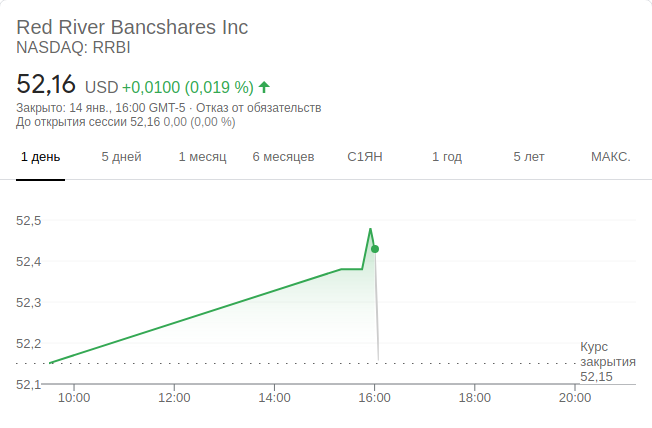 Red River Bancshares Inc
NASDAQ: RRBI
52,16 USD +0,0100 (0,019 %)
Закрыто: 14 янв., 16:00 GMT-5 · Отказ от обязательств
До открытия сессии 52,16 0,00 (0,00 %)
1 день 5 дней 1 месяц 6 месяцев С1ЯН 1 год 5 лет МАКС.
52,5
52,4
52,3
52,2
52,1
Курс
закрытия
52,15
10:00 12:00 14:00 16:00 18:00 20:00